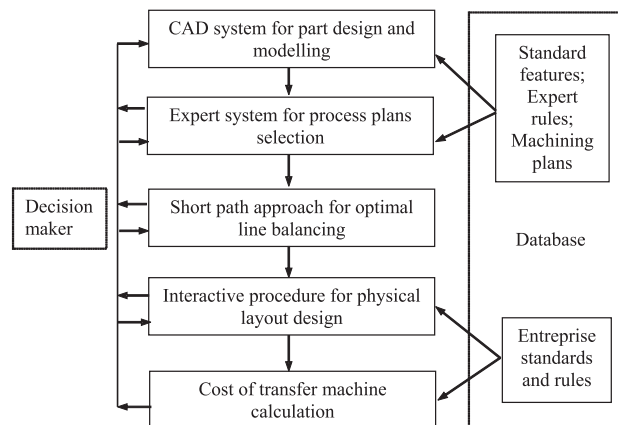 CAD system for part design and
modelling
Expert system for process plans
selection
Short path approach for optimal
line balancing
Interactive procedure for physical
layout design
Cost of transfer machine
calculation
Decision
maker
Standard
features;
Expert
rules;
Machining
plans
Database
Entreprise
standards
and rules